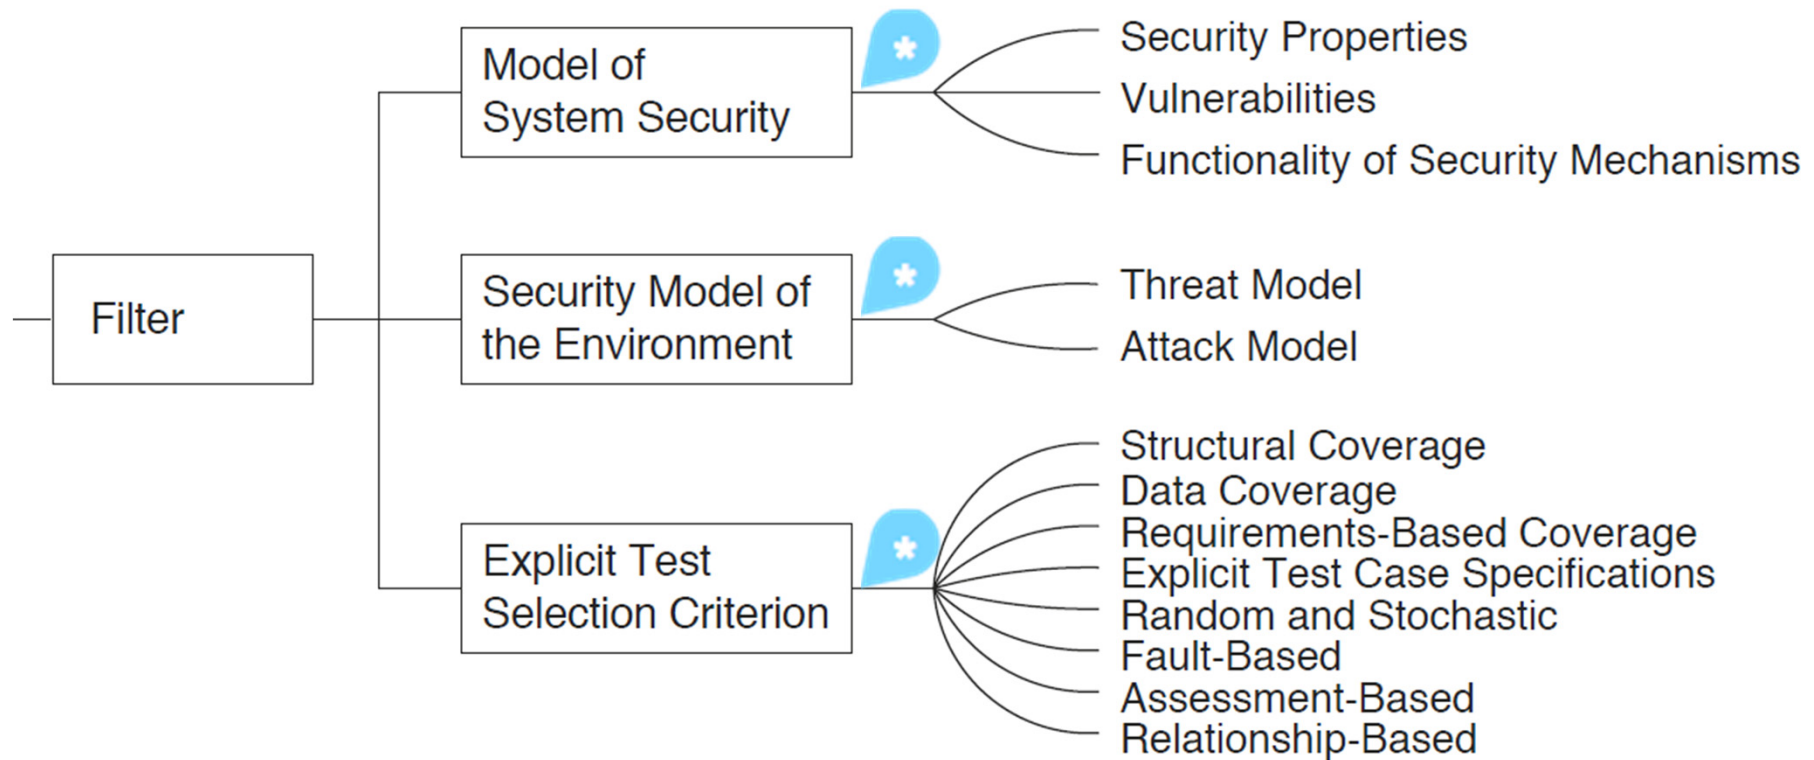 Filter
Model of
System Security
*
Security Properties
Vulnerabilities
Functionality of Security Mechanisms
Security Model of
the Environment
*
Threat Model
Attack Model
Explicit Test
Selection Criterion
*
Structural Coverage
Data Coverage
Requirements-Based Coverage
Explicit Test Case Specifications
Random and Stochastic
Fault-Based
Assessment-Based
Relationship-Based